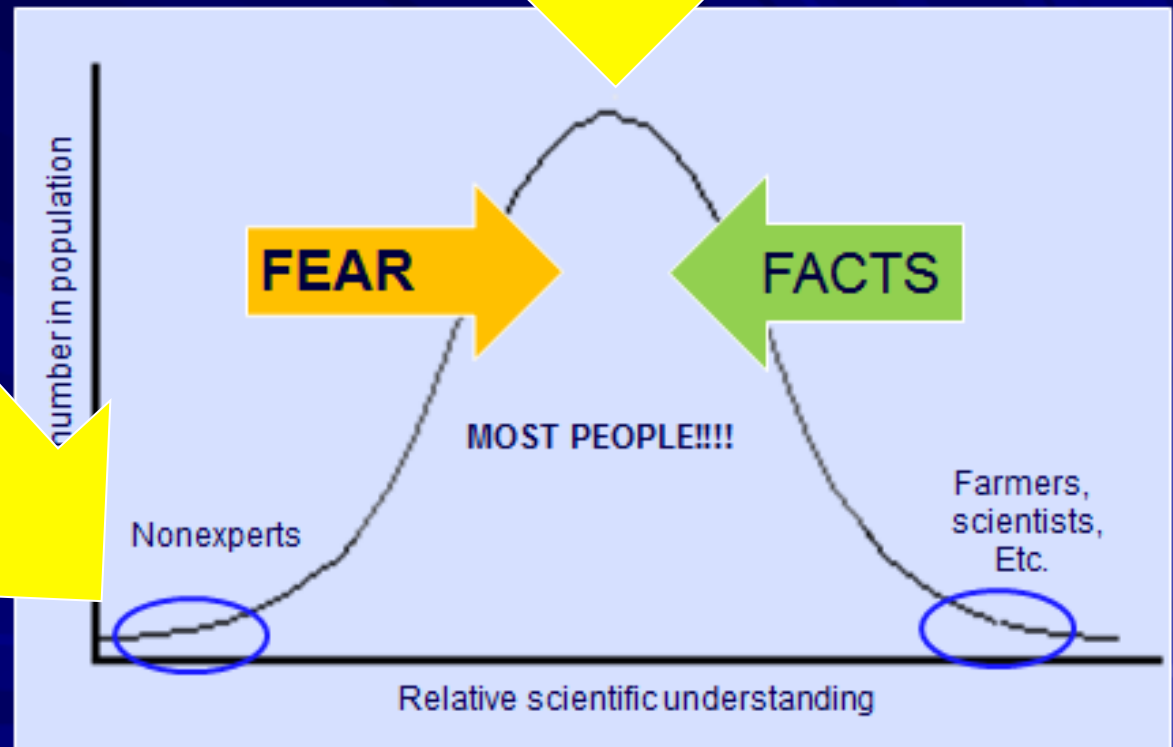 number in population
FEAR
FACTS
MOST PEOPLE!!!!
Nonexperts
Farmers,
scientists,
Etc.
Relative scientific understanding